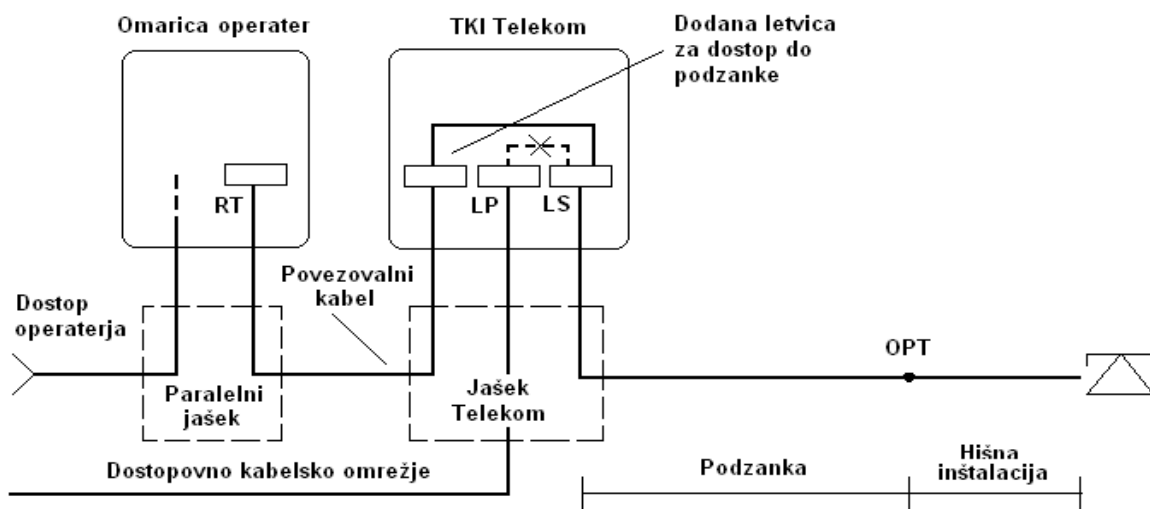 Omarica operater
TKI Telekom
Dodana letvica
za dostop do
podzanke
RT
LP
LS
Povezovalni
kabel
Dostop
operaterja
OPT
Paralelni
jašek
Jašek
Telekom
Dostopovno kabelsko omrežje
Podzanka
Hišna
inštalacija